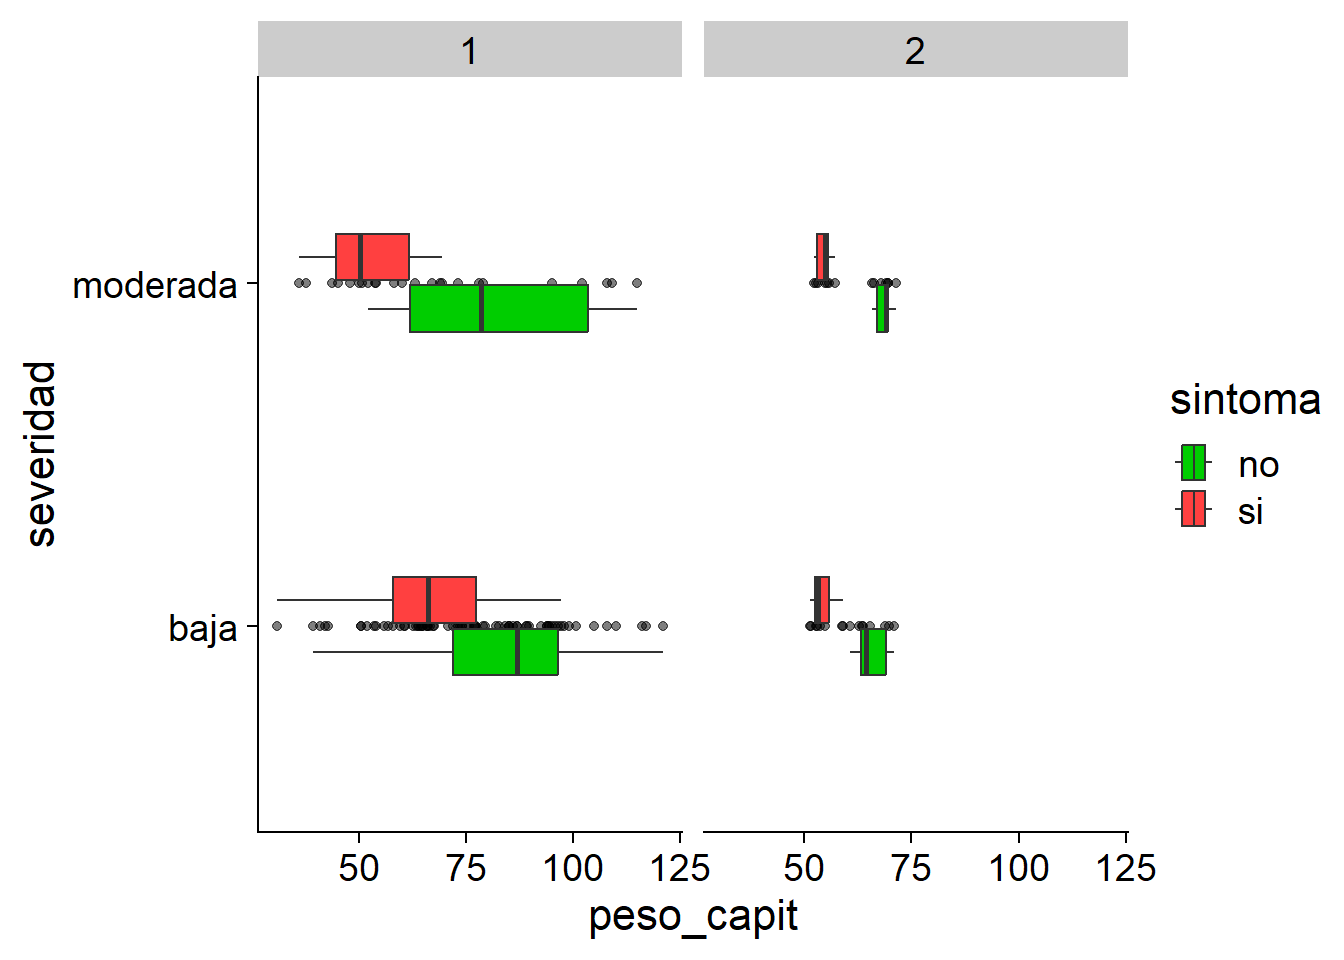 1
2
moderada
baja
severidad
50 75 100 125
50 75 100 125
peso_capit
sintoma
no
si